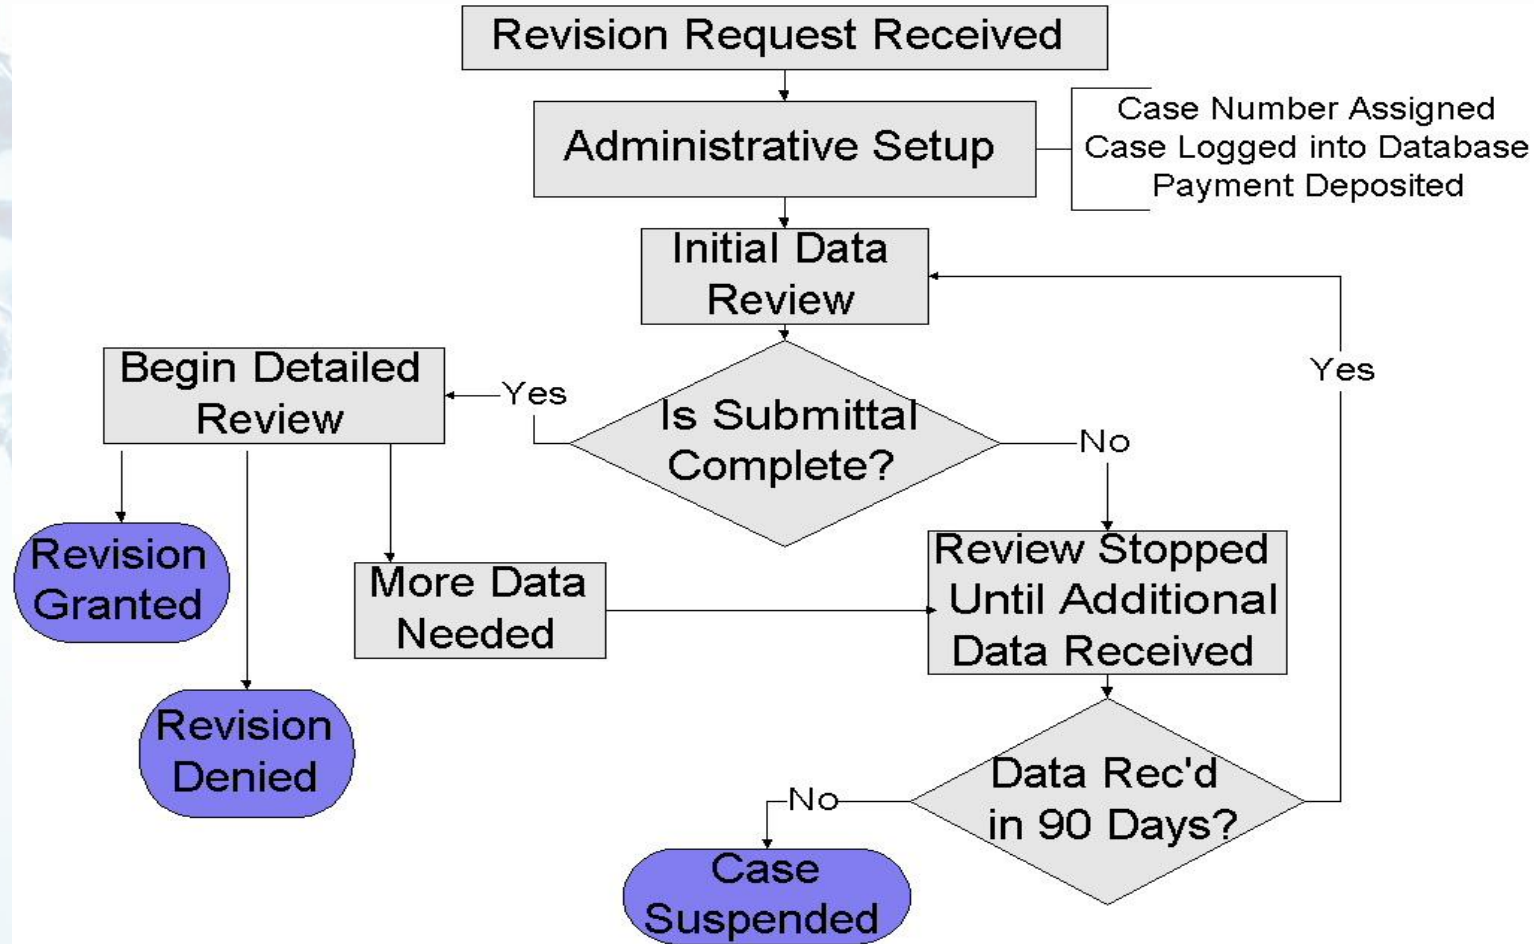 Revision Request Received
Administrative Setup
Case Number Assigned
Case Logged into Database
Payment Deposited
Initial Data
Review
Begin Detailed
Review
Yes
Is Submittal
Complete?
No
Yes
Revision
Granted
More Data
Needed
Review Stopped
Until Additional
Data Received
Revision
Denied
Data Rec'd
in 90 Days?
No
Case
Suspended